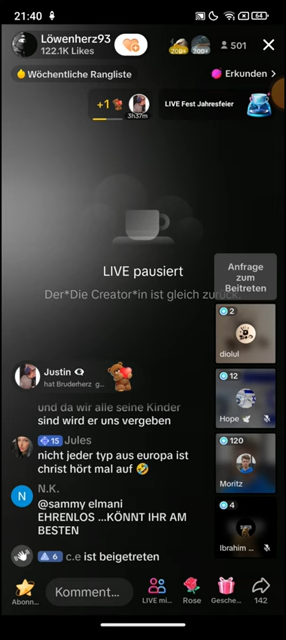 21:40
64
Löwenherz93
122.1K Likes
20B+
300+
501
Wöchentliche Rangliste
Erkunden >
+1
3h37m
LIVE Fest Jahresfeier
LIVE pausiert
Der*Die Creator*in ist gleich zurück.
Anfrage
zum
Beitreten
2
diolul
12
Hope
120
Moritz
4
Ibrahim ...
Justin
hat Bruderherz g...
und da wir alle seine Kinder
sind wird er uns vergeben
15 Jules
nicht jeder typ aus europa ist
christ hört mal auf 🤣
N
N.K.
@sammy elmani
EHRENLOS ...KÖNNT IHR AM
BESTEN
6 c.e ist beigetreten
Abonn...
Komment...
LIVE mi...
Rose
Gesche...
142